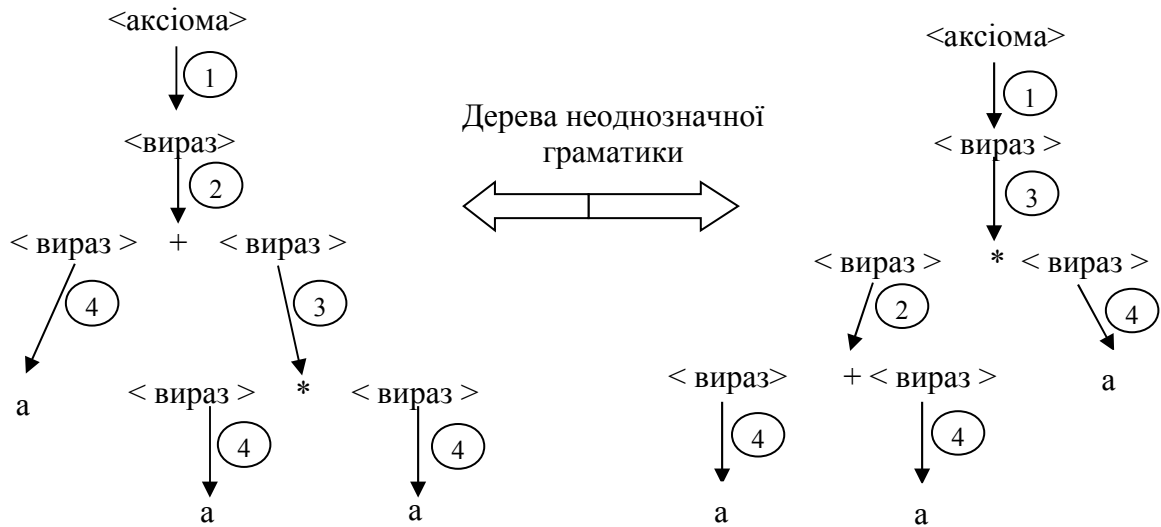 <аксіома>
1
<вираз>
2
< вираз > + < вираз >
4
3
a
< вираз > * < вираз >
4
4
a
a
Дерева неоднозначної
граматики
<аксіома>
1
< вираз >
3
< вираз > * < вираз >
2
4
< вираз> + < вираз >
a
4
4
a
a